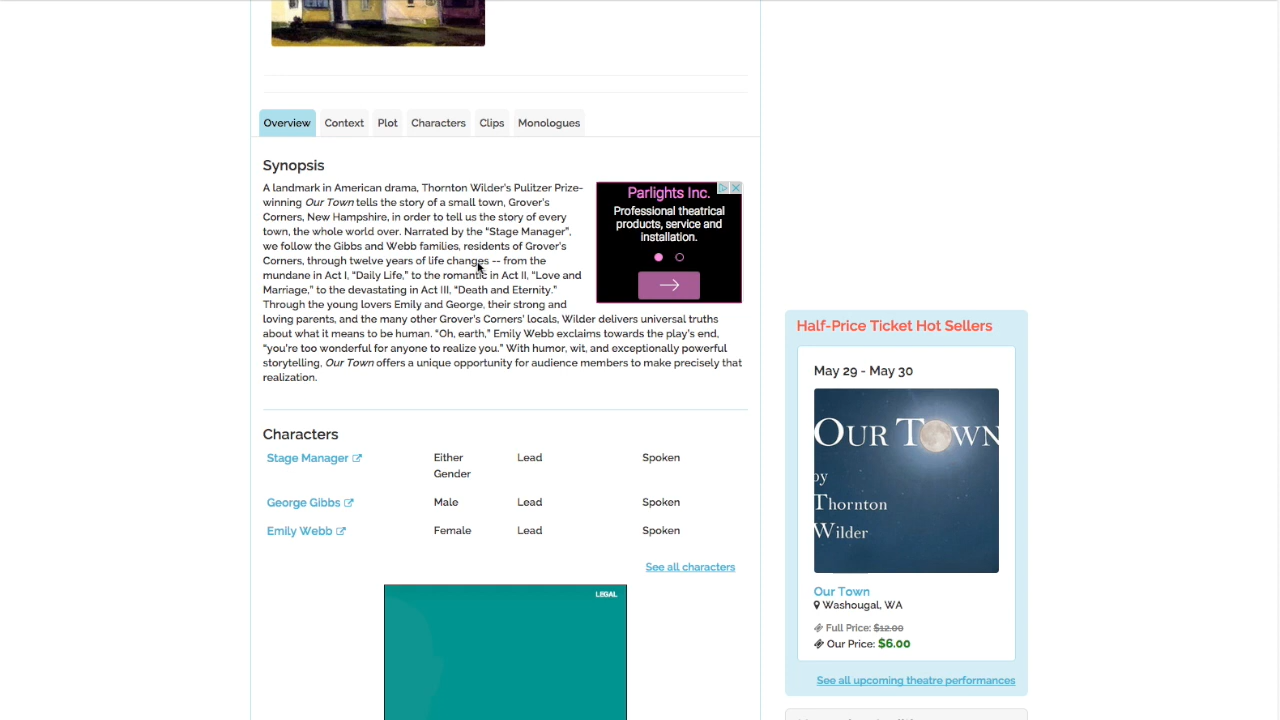 Overview Context Plot Characters Clips Monologues
Synopsis
A landmark in American drama, Thornton Wilder's Pulitzer Prize-
winning Our Town tells the story of a small town, Grover's
Corners, New Hampshire, in order to tell us the story of every
town, the whole world over. Narrated by the “Stage Manager”,
we follow the Gibbs and Webb families, residents of Grover's
Corners, through twelve years of life changes -- from the
mundane in Act I, “Daily Life,” to the romantic in Act II, “Love and
Marriage,” to the devastating in Act III, “Death and Eternity.”
Through the young lovers Emily and George, their strong and
loving parents, and the many other Grover's Corners' locals, Wilder delivers universal truths
about what it means to be human. “Oh, earth,” Emily Webb exclaims towards the play's end,
“you're too wonderful for anyone to realize you.” With humor, wit, and exceptionally powerful
storytelling, Our Town offers a unique opportunity for audience members to make precisely that
realization.
Parlights Inc.
Professional theatrical
products, service and
installation.
Characters
Stage Manager Either Gender Lead Spoken
George Gibbs Male Lead Spoken
Emily Webb Female Lead Spoken
See all characters
LEGAL
Half-Price Ticket Hot Sellers
May 29 - May 30
OUR TOWN
by
Thornton
Wilder
Our Town
Washougal, WA
Full Price: $12.00
Our Price: $6.00
See all upcoming theatre performances